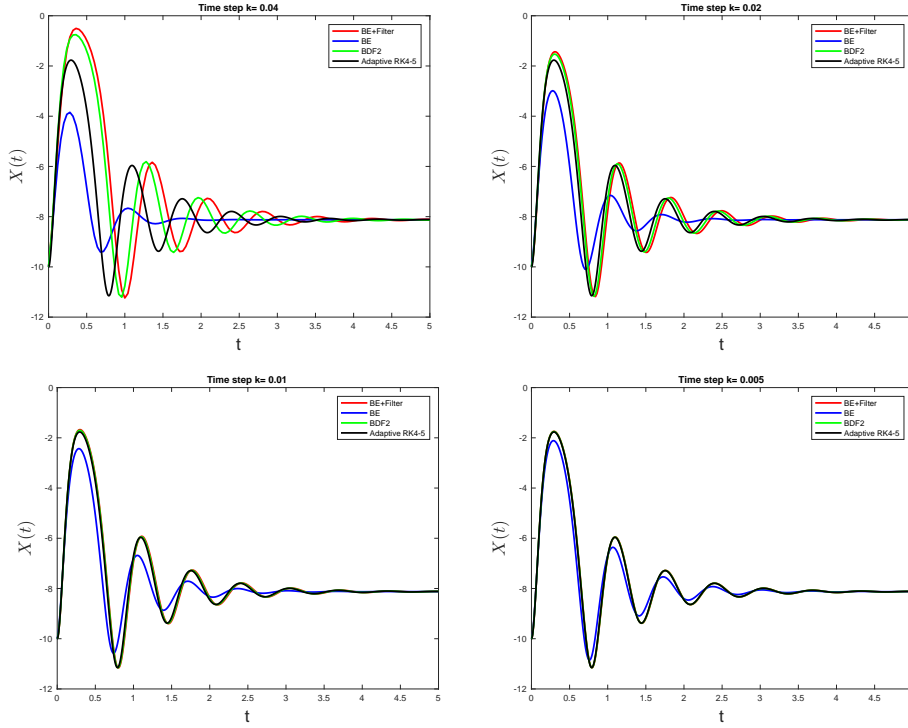 Time step k= 0.04
BE+Filter
BE
BDF2
Adaptive RK4-5
X(t)
0
-2
-4
-6
-8
-10
-12
0 0.5 1 1.5 2 2.5 3 3.5 4 4.5 5
t
Time step k= 0.02
BE+Filter
BE
BDF2
Adaptive RK4-5
X(t)
0
-2
-4
-6
-8
-10
-12
0 0.5 1 1.5 2 2.5 3 3.5 4 4.5
t
Time step k= 0.01
BE+Filter
BE
BDF2
Adaptive RK4-5
X(t)
0
-2
-4
-6
-8
-10
-12
0 0.5 1 1.5 2 2.5 3 3.5 4 4.5 5
t
Time step k= 0.005
BE+Filter
BE
BDF2
Adaptive RK4-5
X(t)
0
-2
-4
-6
-8
-10
-12
0 0.5 1 1.5 2 2.5 3 3.5 4 4.5
t